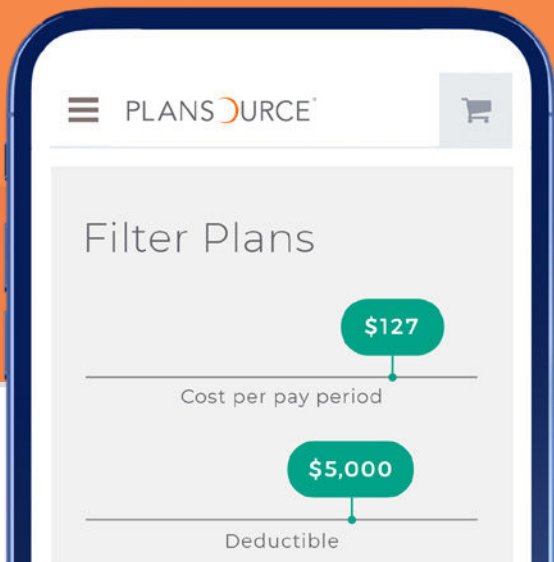 PLANSOURCE
Filter Plans
$127
Cost per pay period
$5,000
Deductible